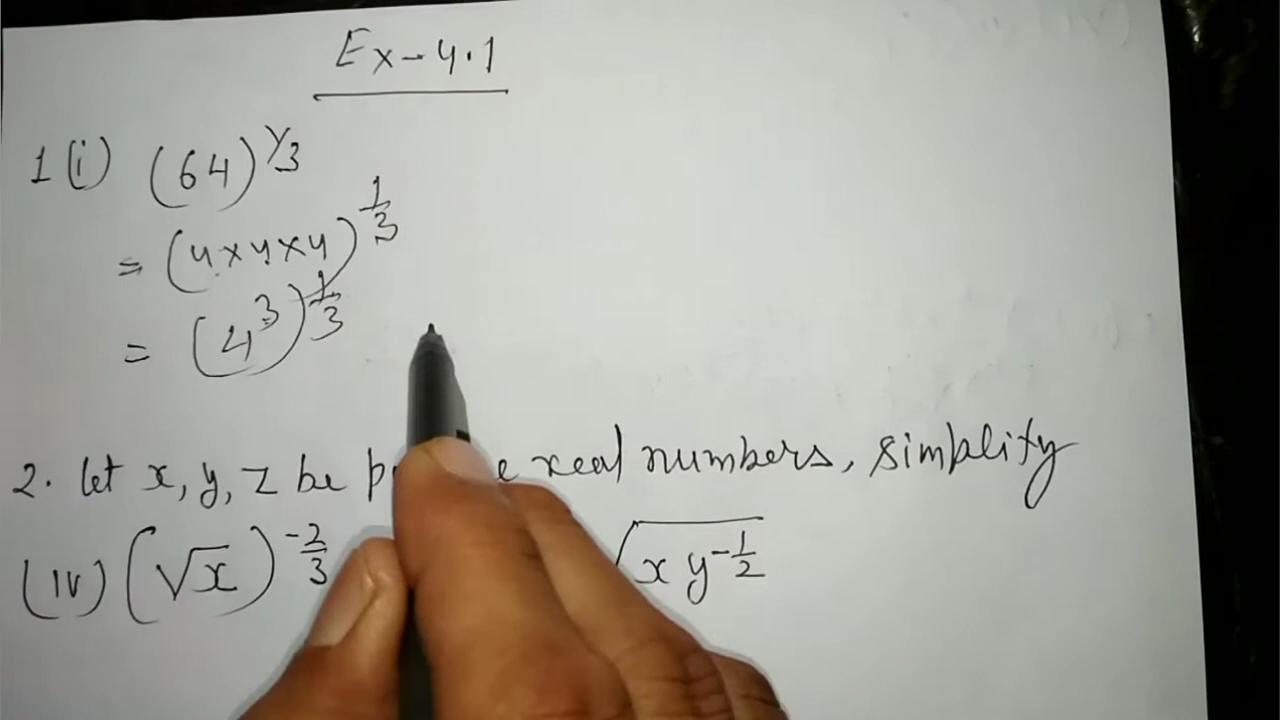 Ex-4.1
1(i) (64)^1/3
= (4×4×4)^1/3
= (4^3)^1/3
2. let x, y, z be real numbers, simplify
(iv) (√x)^-2/3 √xy^-1/2